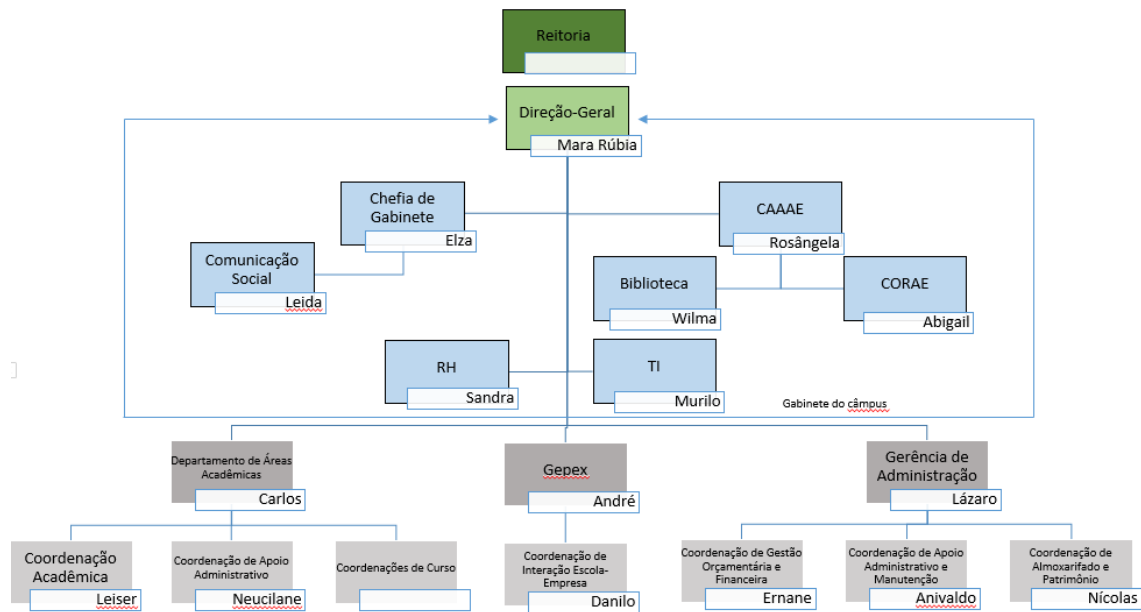 Reitoria
Direção-Geral
Mara Rúbia
Chefia de
Gabinete
Elza
CAAAE
Rosângela
Comunicação
Social
Leida
Biblioteca
Wilma
CORAE
Abigail
RH
Sandra
TI
Murilo
Gabinete do câmpus
Departamento de Áreas
Acadêmicas
Carlos
Gepex
André
Gerência de
Administração
Lázaro
Coordenação
Acadêmica
Leiser
Coordenação de Apoio
Administrativo
Neucilane
Coordenações de Curso
Coordenação de
Interação Escola-
Empresa
Danilo
Coordenação de Gestão
Orçamentária e
Financeira
Ernane
Coordenação de Apoio
Administrativo e
Manutenção
Anivaldo
Coordenação de
Almoxarifado e
Patrimônio
Nícolas